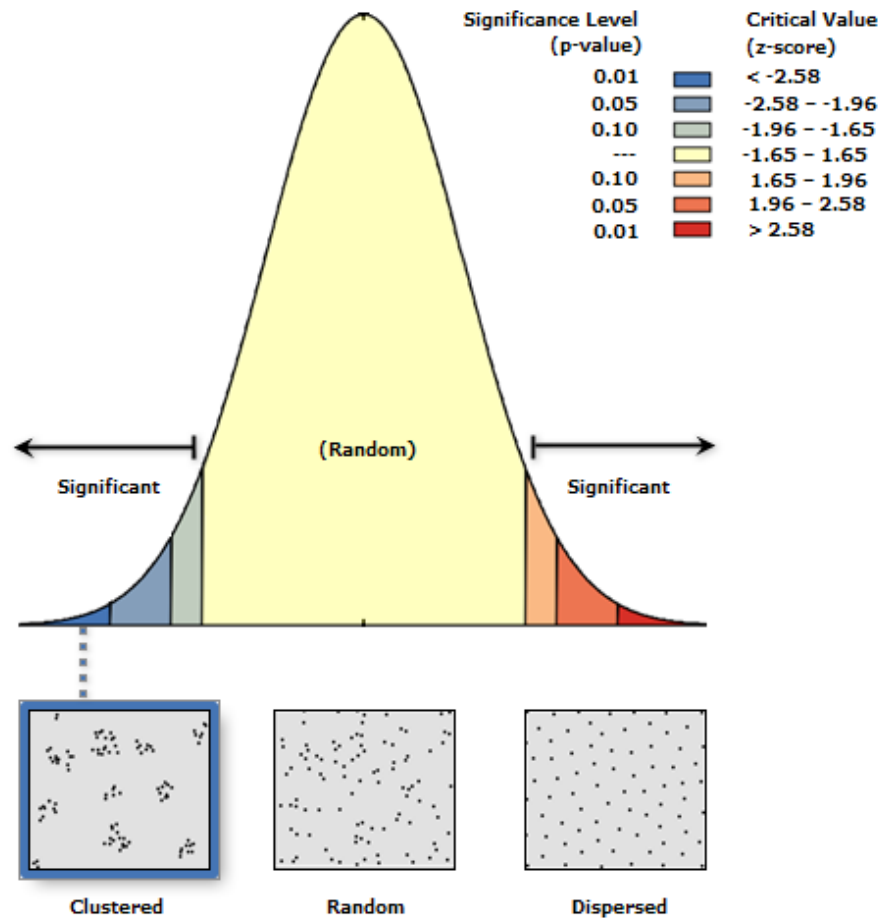 Significance Level Critical Value
(p-value) (z-score)
0.01 < -2.58
0.05 -2.58 – -1.96
0.10 -1.96 – -1.65
--- -1.65 – 1.65
0.10 1.65 – 1.96
0.05 1.96 – 2.58
0.01 > 2.58
(Random)
Significant Significant
Clustered Random Dispersed